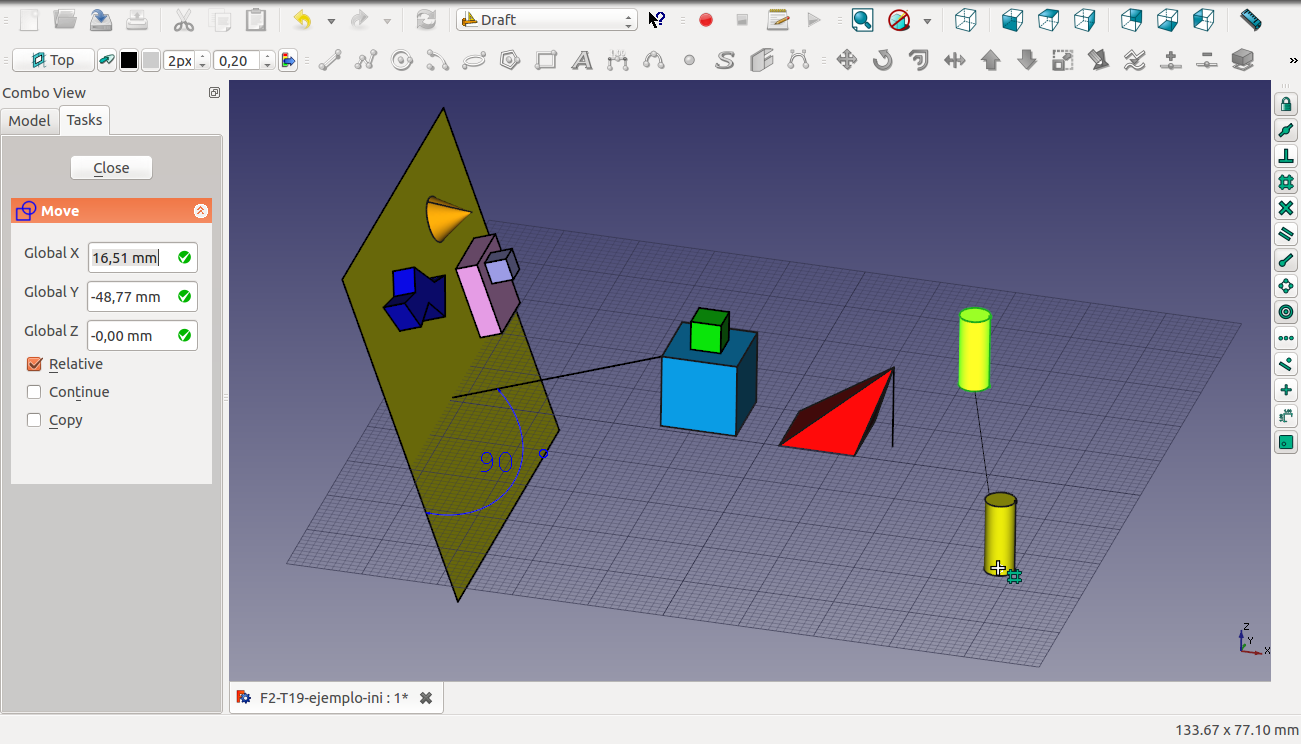 Draft
Top
2px
0,20
A
S
»
Combo View
Model
Tasks
Close
Move
Global X
16,51 mm
Global Y
-48,77 mm
Global Z
-0,00 mm
Relative
Continue
Copy
90°
Z
Y
X
F2-T19-ejemplo-ini : 1*
133.67 x 77.10 mm